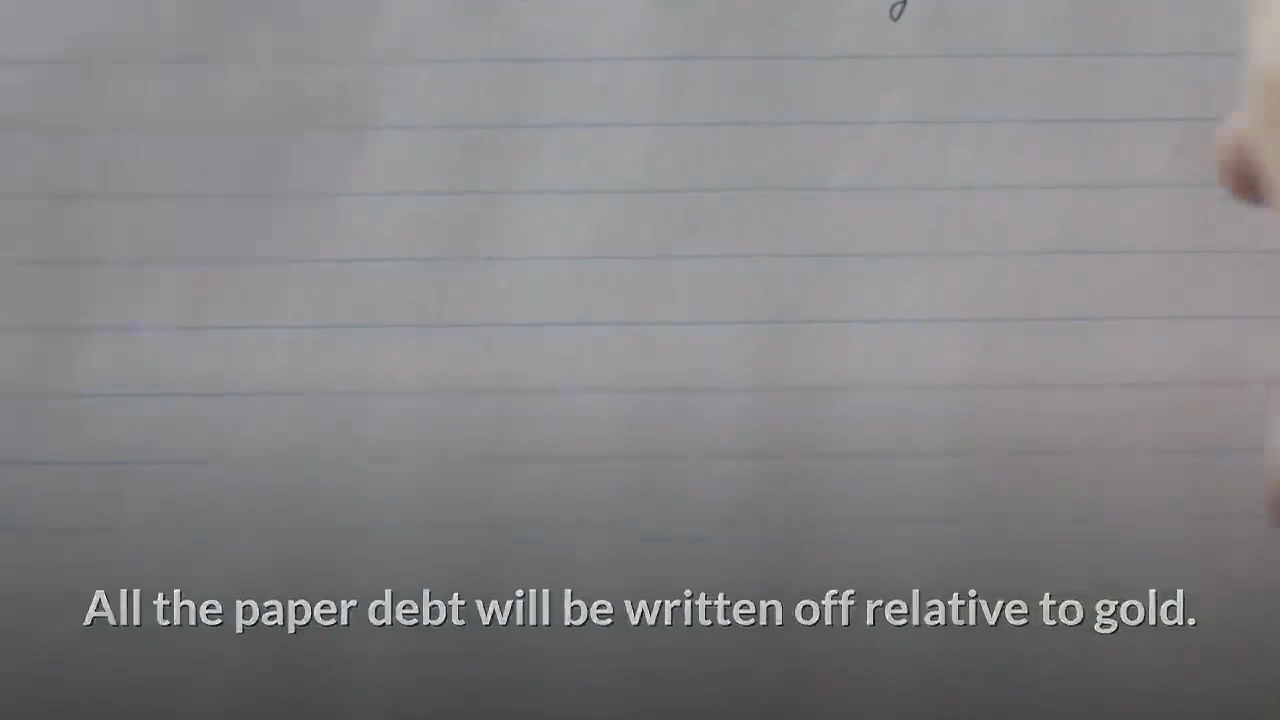 All the paper debt will be written off relative to gold.